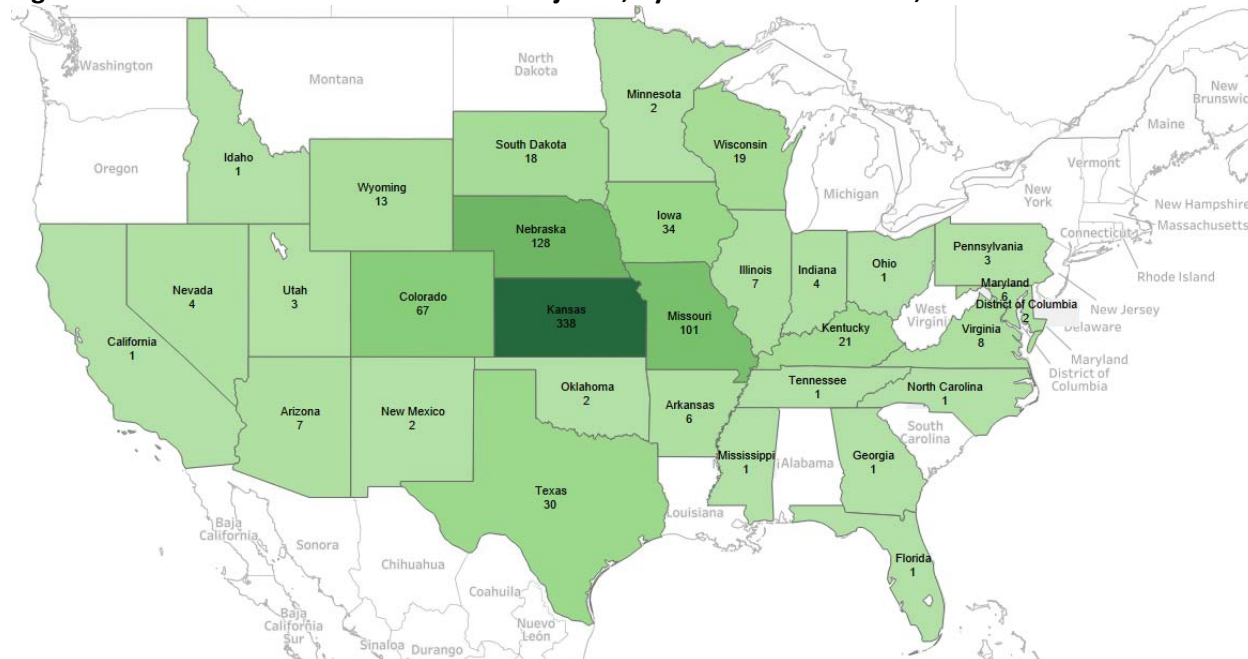 Washington
Montana
North
Dakota
Minnesota
2
New
Brunswick
Maine
Oregon
Idaho
1
South Dakota
18
Wisconsin
19
Vermont
Wyoming
13
Michigan
New
York
New Hampshire
Massachusetts
Iowa
34
Nebraska
128
Connecticut
Rhode Island
Pennsylvania
3
Illinois
7
Indiana
4
Ohio
1
Nevada
4
Utah
3
Colorado
67
Kansas
338
Missouri
101
Maryland
6
District of Columbia
2
New Jersey
Delaware
West
Virgini
Virginia
8
Kentucky
21
California
1
Maryland
District of
Columbia
Tennessee
1
North Carolina
1
Oklahoma
2
Arkansas
6
Arizona
7
New Mexico
2
South
Carolina
Mississippi
1
Alabama
Georgia
1
Texas
30
Louisiana
Baja
California
Sonora
Chihuahua
Florida
1
Coahuila
Baja
California
Sur
Nuevo
León
Sinaloa
Durango